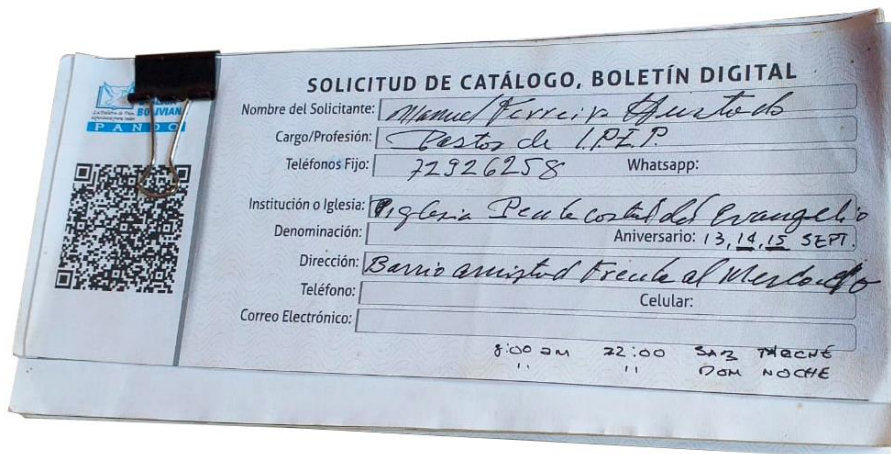 BOLIVIAN
PANDO
SOLICITUD DE CATÁLOGO, BOLETÍN DIGITAL
Nombre del Solicitante: Manuel Ferreira Hurtado
Cargo/Profesión: Pastor de I.P.E.P.
Teléfonos Fijo: 72926258 Whatsapp:
Institución o Iglesia: Iglesia Pentecostal del Evangelio
Denominación: Aniversario: 13, 14, 15 SEPT.
Dirección: Barrio amistad Frente al Mercado
Teléfono: Celular:
Correo Electrónico:
8:00 am 22:00 SAB NOCHE
" " DOM NOCHE